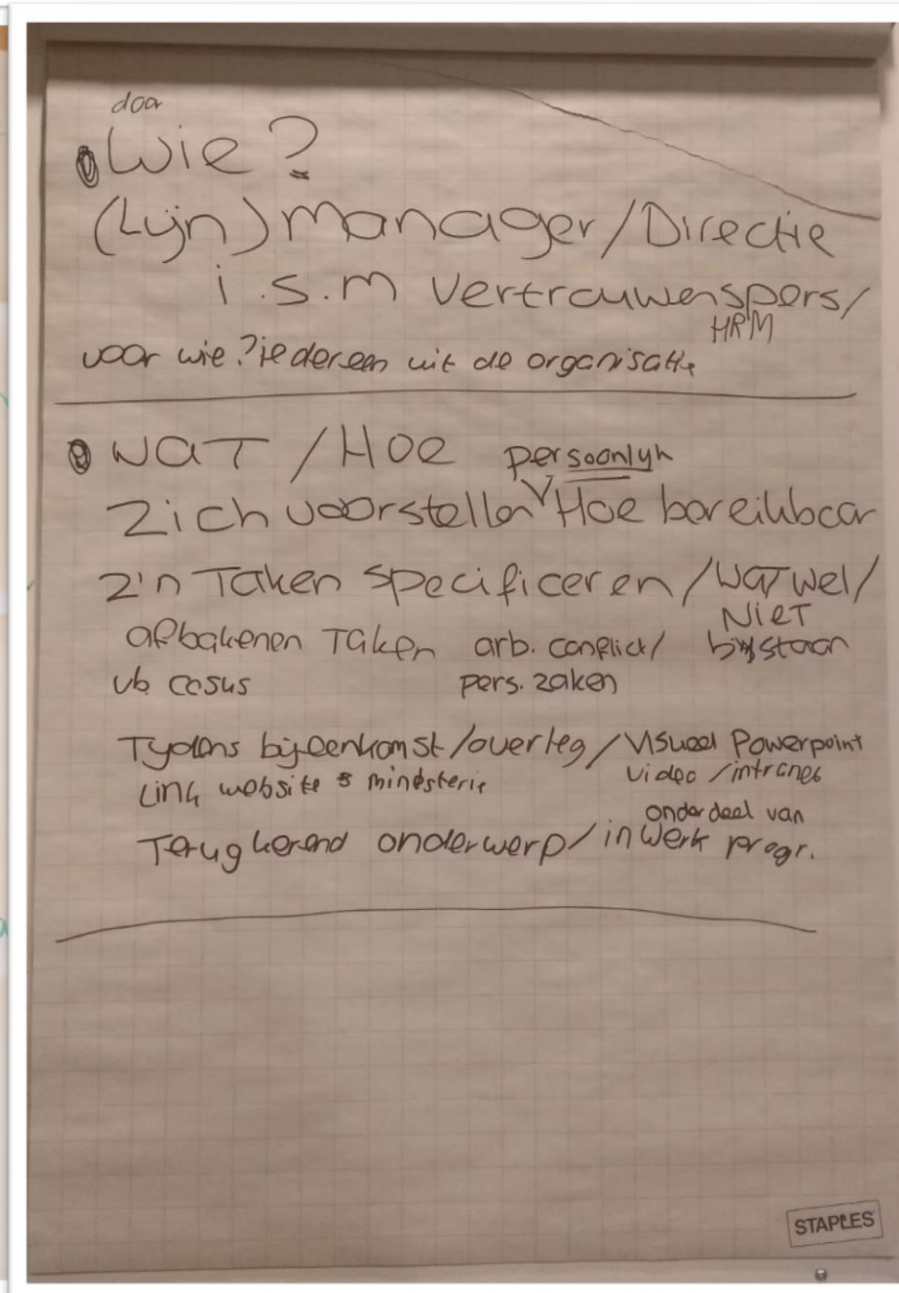 door
Wie?
(Lijn) Manager/Directie
i.s.m vertrouwenspers/
HRM
voor wie? iedereen uit de organisatie
WAT / HOE persoonlijk
Zich voorstellen Hoe bereikbaar
z'n Taken specificeren / WAT wel/
NIET
afbakenen Taken arb. conflict/ bijstaan
vb. casus pers. zaken
Tijdens bijeenkomst/overleg/Visueel Powerpoint
Link website ministerie video/intranet
onderdeel van
Terugkerend onderwerp/inwerk progr.
STAPLES